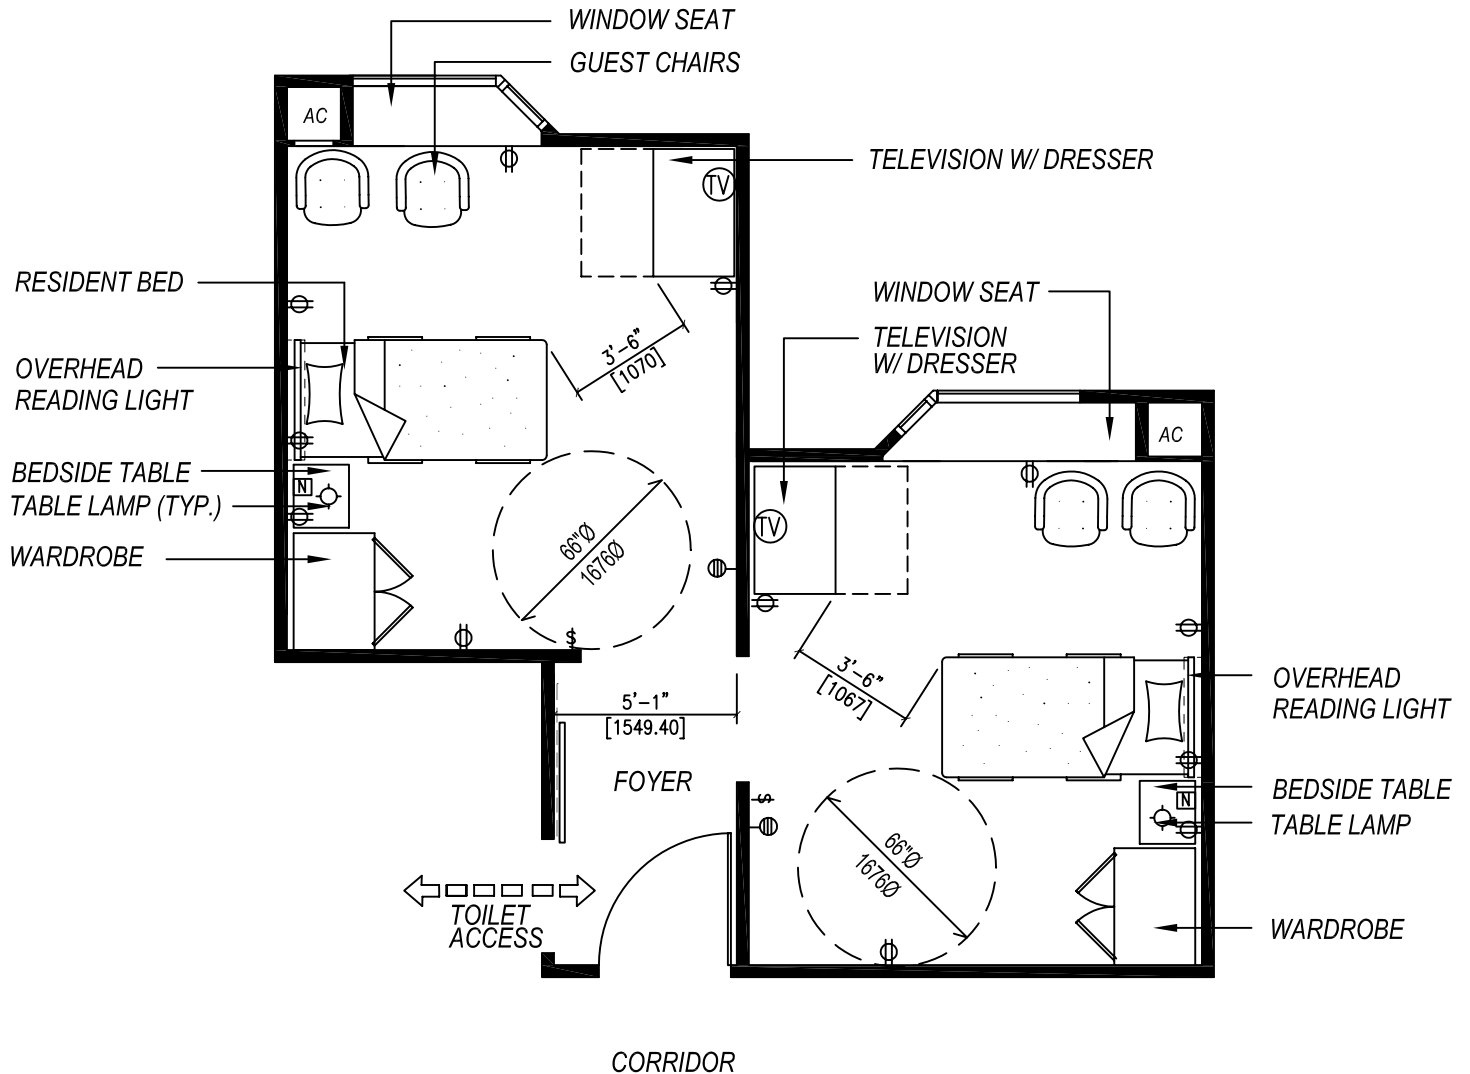 WINDOW SEAT
GUEST CHAIRS
AC
TELEVISION W/ DRESSER
TV
RESIDENT BED
WINDOW SEAT
TELEVISION
W/ DRESSER
3'-6"
[1070]
OVERHEAD
READING LIGHT
AC
BEDSIDE TABLE
N
TABLE LAMP (TYP.)
TV
WARDROBE
66"Ø
1676Ø
S
3'-6"
[1067]
OVERHEAD
READING LIGHT
5'-1"
[1549.40]
FOYER
BEDSIDE TABLE
N
S
TABLE LAMP
66"Ø
1676Ø
TOILET
ACCESS
WARDROBE
CORRIDOR